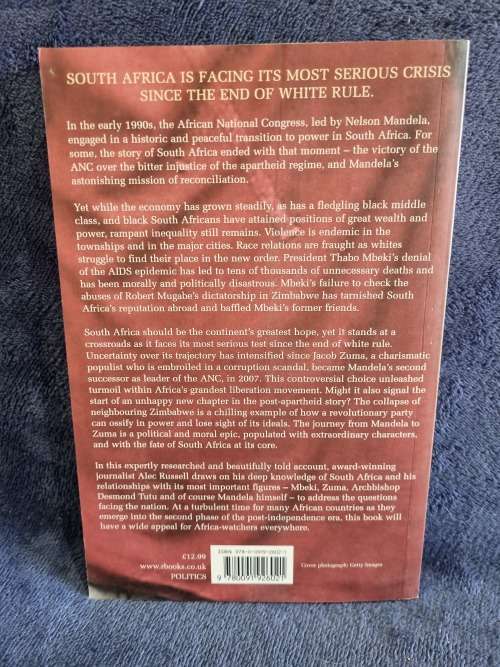 SOUTH AFRICA IS FACING ITS MOST SERIOUS CRISIS
SINCE THE END OF WHITE RULE.
In the early 1990s, the African National Congress, led by Nelson Mandela,
engaged in a historic and peaceful transition to power in South Africa. For
some, the story of South Africa ended with that moment – the victory of the
ANC over the bitter injustice of the apartheid regime, and Mandela's
astonishing mission of reconciliation.
Yet while the economy has grown steadily, as has a fledgling black middle
class, and black South Africans have attained positions of great wealth and
power, rampant inequality still remains. Violence is endemic in the
townships and in the major cities. Race relations are fraught as whites
struggle to find their place in the new order. President Thabo Mbeki's denial
of the AIDS epidemic has led to tens of thousands of unnecessary deaths and
has been morally and politically disastrous. Mbeki's failure to check the
abuses of Robert Mugabe's dictatorship in Zimbabwe has tarnished South
Africa's reputation abroad and baffled Mbeki's former friends.
South Africa should be the continent's greatest hope, yet it stands at a
crossroads as it faces its most serious test since the end of white rule.
Uncertainty over its trajectory has intensified since Jacob Zuma, a charismatic
populist who is embroiled in a corruption scandal, became Mandela's second
successor as leader of the ANC, in 2007. This controversial choice unleashed
turmoil within Africa's grandest liberation movement. Might it also signal the
start of an unhappy new chapter in the post-apartheid story? The collapse of
neighbouring Zimbabwe is a chilling example of how a revolutionary party
can ossify in power and lose sight of its ideals. The journey from Mandela to
Zuma is a political and moral epic, populated with extraordinary characters,
and with the fate of South Africa at its core.
In this expertly researched and beautifully told account, award-winning
journalist Alec Russell draws on his deep knowledge of South Africa and his
relationships with its most important figures – Mbeki, Zuma, Archbishop
Desmond Tutu and of course Mandela himself – to address the questions
facing the nation. At a turbulent time for many African countries as they
emerge into the second phase of the post-independence era, this book will
have a wide appeal for Africa-watchers everywhere.
£12.99
www.rbooks.co.uk
POLITICS
ISBN 978-0-0919-2602-1
9 780091 926021
Cover photograph: Getty Images